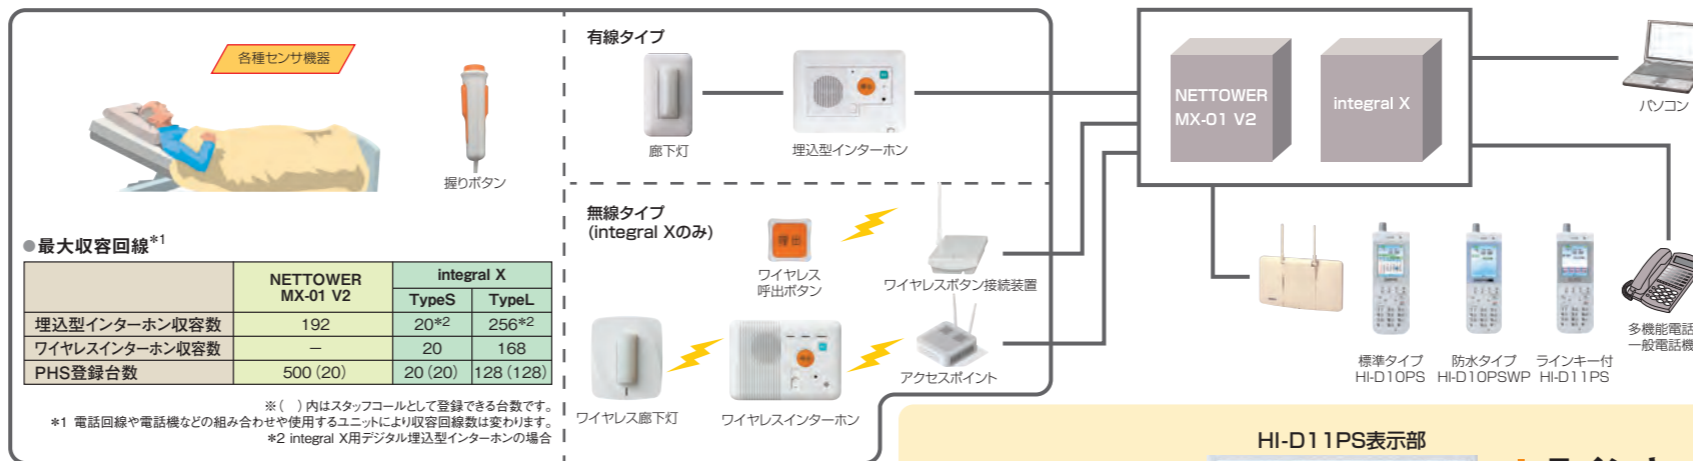 各種センサ機器
握りボタン
●最大収容回線*1
NETTOWER MX-01 V2 integral X
TypeS TypeL
埋込型インターホン収容数 192 20*2 256*2
ワイヤレスインターホン収容数 － 20 168
PHS登録台数 500(20) 20(20) 128(128)
※(　)内はスタッフコールとして登録できる台数です。
*1 電話回線や電話機などの組み合わせや使用するユニットにより収容回線数は変わります。
*2 integral X用デジタル埋込型インターホンの場合
有線タイプ
廊下灯
埋込型インターホン
無線タイプ
(integral Xのみ)
呼出
ワイヤレス
呼出ボタン
ワイヤレスボタン接続装置
ワイヤレス廊下灯
ワイヤレスインターホン
アクセスポイント
NETTOWER
MX-01 V2
integral X
パソコン
標準タイプ
HI-D10PS
防水タイプ
HI-D10PSWP
ラインキー付
HI-D11PS
多機能電話
一般電話機
HI-D11PS表示部